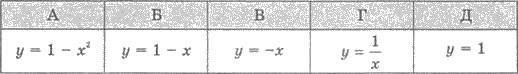 А Б В Г Д
y = 1 − x² y = 1 − x y = −x y = 1/x y = 1